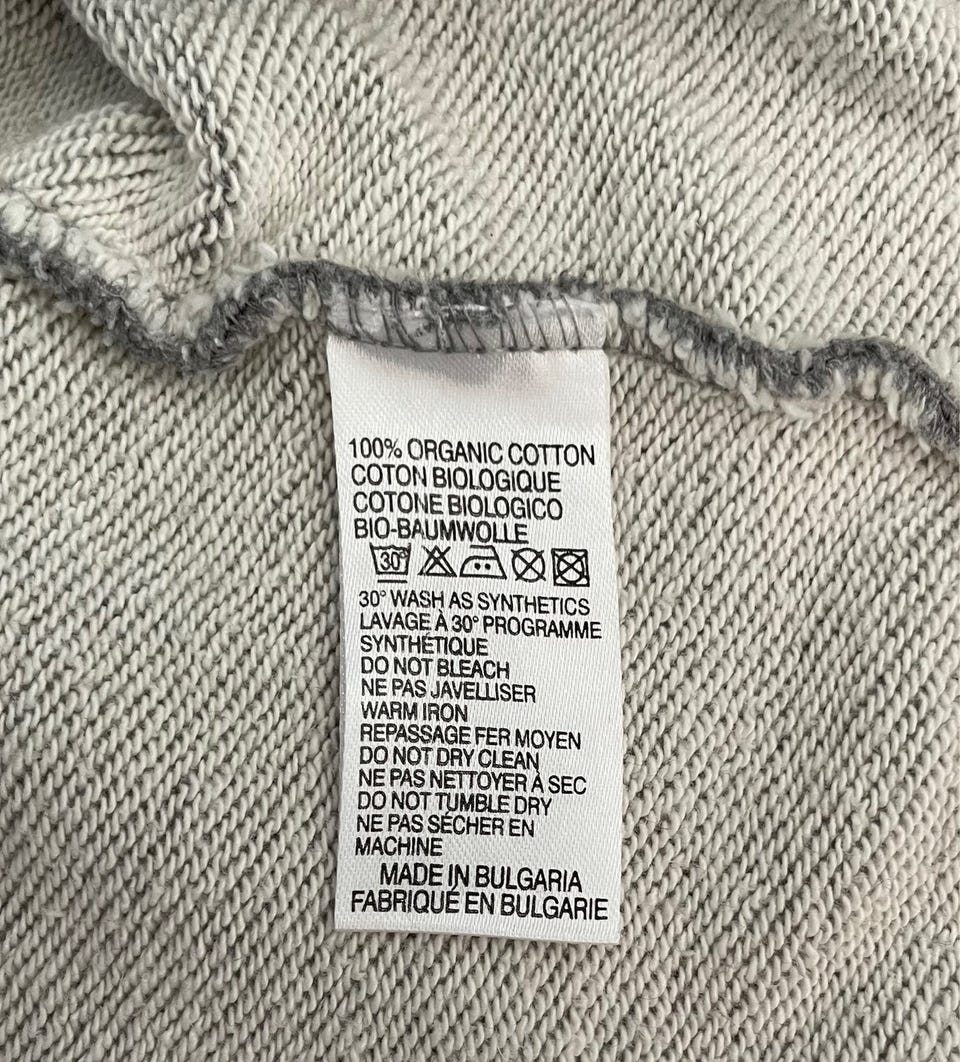 100% ORGANIC COTTON
COTON BIOLOGIQUE
COTONE BIOLOGICO
BIO-BAUMWOLLE
30°
30° WASH AS SYNTHETICS
LAVAGE À 30° PROGRAMME
SYNTHÉTIQUE
DO NOT BLEACH
NE PAS JAVELLISER
WARM IRON
REPASSAGE FER MOYEN
DO NOT DRY CLEAN
NE PAS NETTOYER À SEC
DO NOT TUMBLE DRY
NE PAS SÉCHER EN
MACHINE
MADE IN BULGARIA
FABRIQUÉ EN BULGARIE